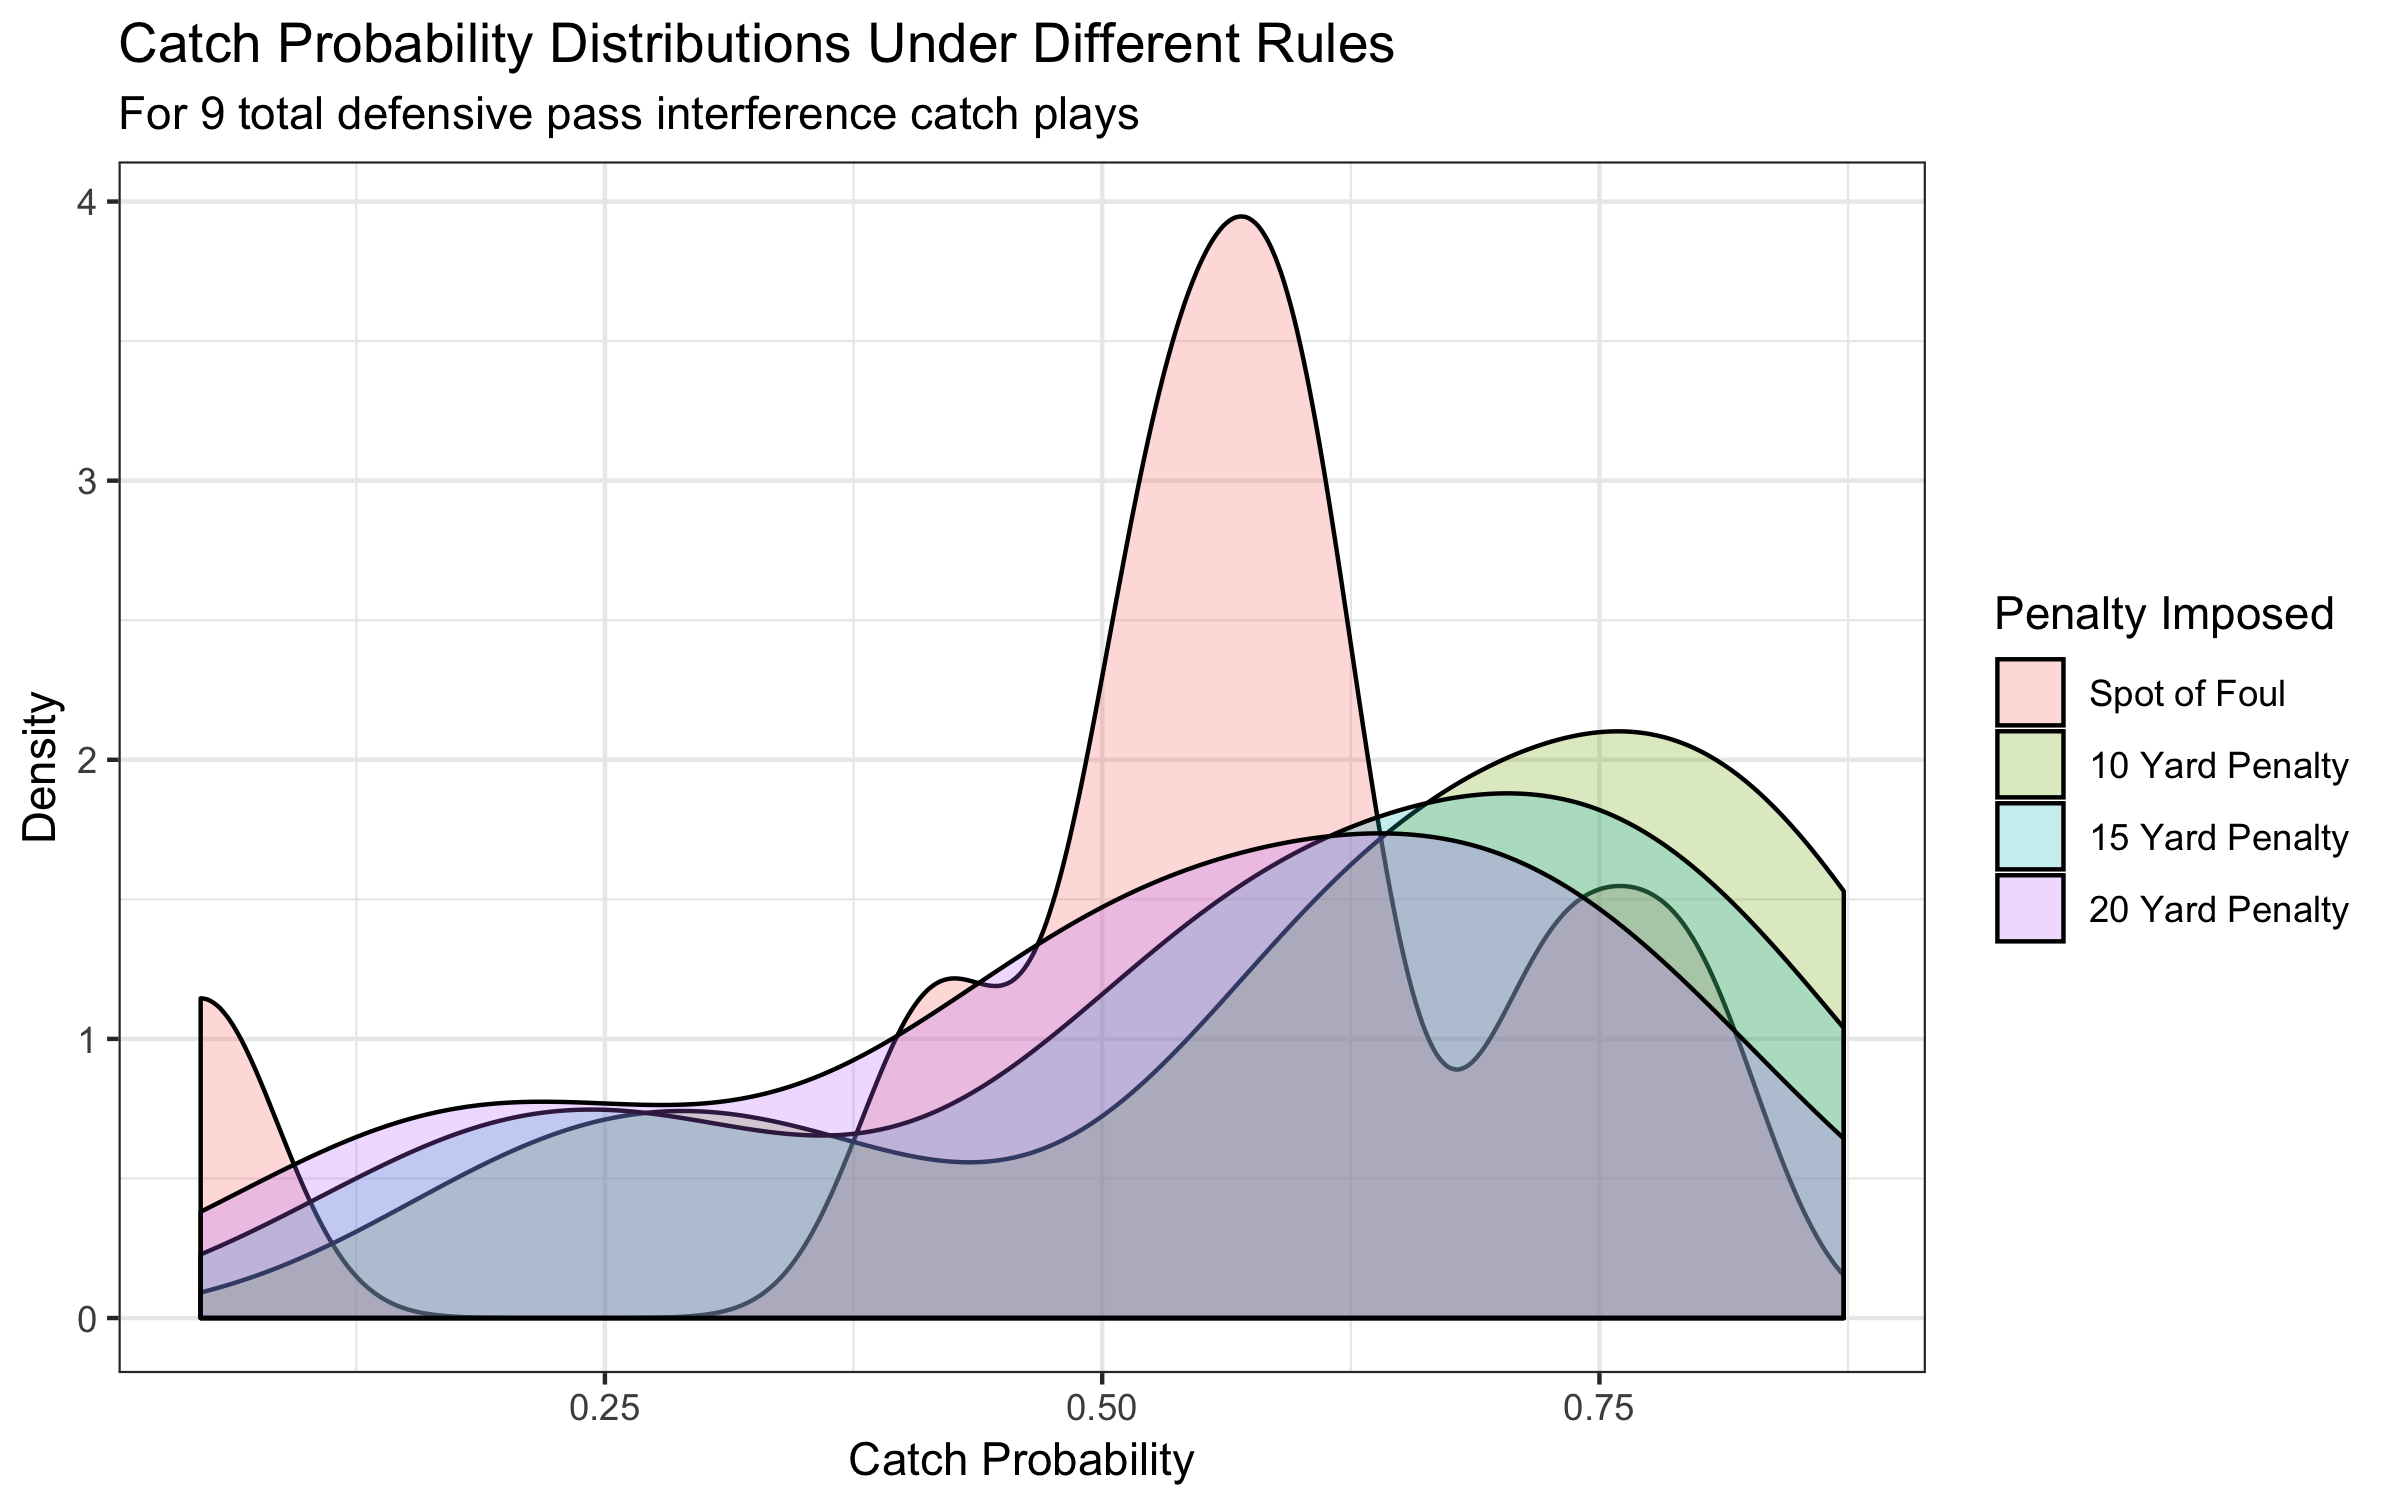 Catch Probability Distributions Under Different Rules
For 9 total defensive pass interference catch plays
4
3
2
1
0
Density
0.25 0.50 0.75
Catch Probability
Penalty Imposed
Spot of Foul
10 Yard Penalty
15 Yard Penalty
20 Yard Penalty